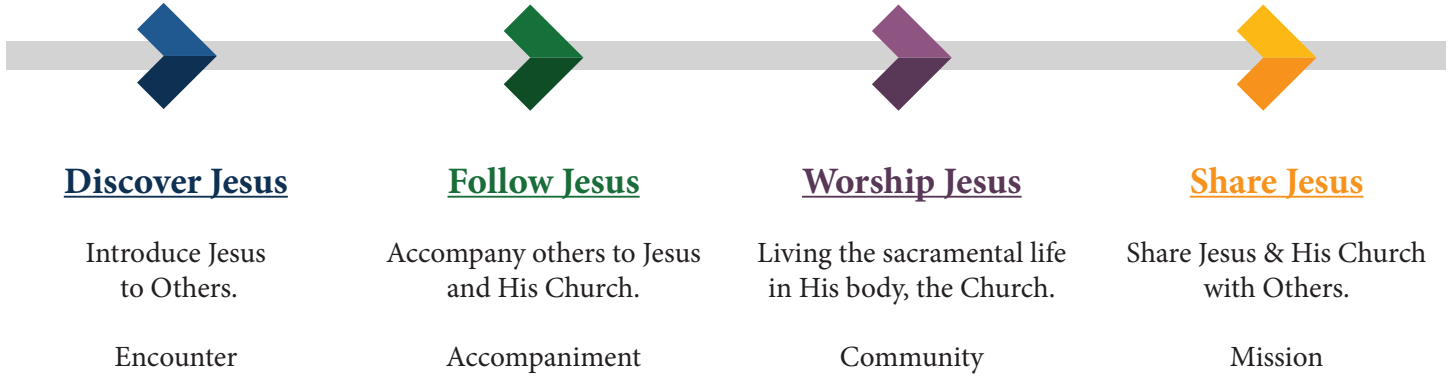 Discover Jesus
Introduce Jesus
to Others.
Encounter
Follow Jesus
Accompany others to Jesus
and His Church.
Accompaniment
Worship Jesus
Living the sacramental life
in His body, the Church.
Community
Share Jesus
Share Jesus & His Church
with Others.
Mission